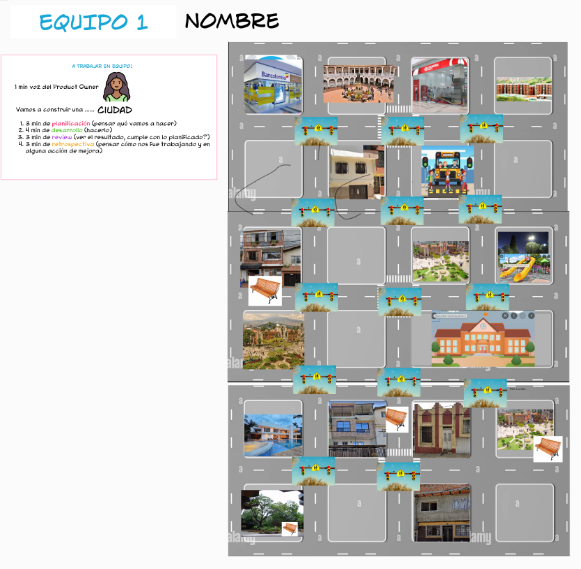 EQUIPO 1
NOMBRE
A TRABAJAR EN EQUIPO:
1 min voz del Product Owner
Vamos a construir una ...... CIUDAD
1. 3 min de planificación (pensar qué vamos a hacer)
2. 4 min de desarrollo (hacerlo)
3. 3 min de review (ver el resultado, cumple con lo planificado?)
4. 3 min de retrospectiva (pensar cómo nos fue trabajando y en
alguna acción de mejora)
Bancolombia
alamy